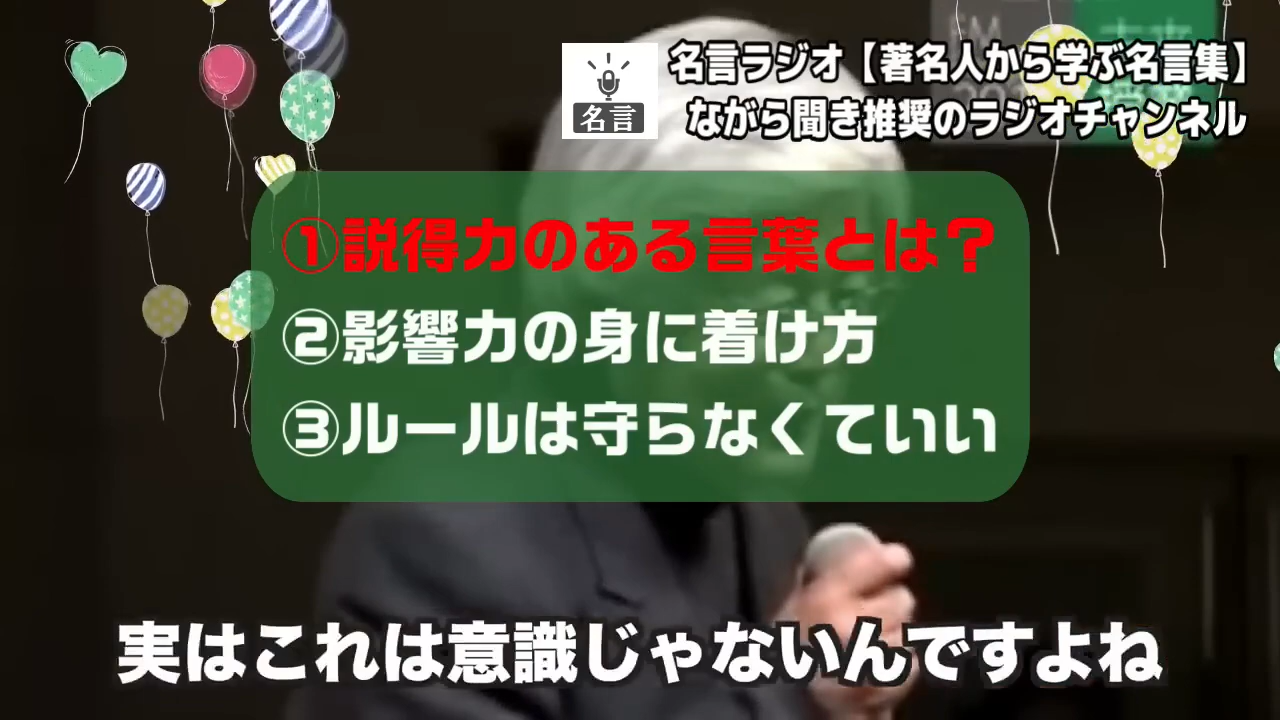 名言ラジオ【著名人から学ぶ名言集】
ながら聞き推奨のラジオチャンネル
名言
①説得力のある言葉とは？
②影響力の身に着け方
③ルールは守らなくていい
実はこれは意識じゃないんですよね